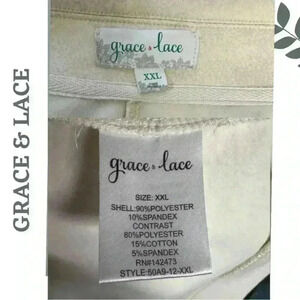 GRACE & LACE
grace & lace
XXL
grace & lace
SIZE: XXL
SHELL:90%POLYESTER
10%SPANDEX
CONTRAST
80%POLYESTER
15%COTTON
5%SPANDEX
RN#142473
STYLE:50A9-12-XXL